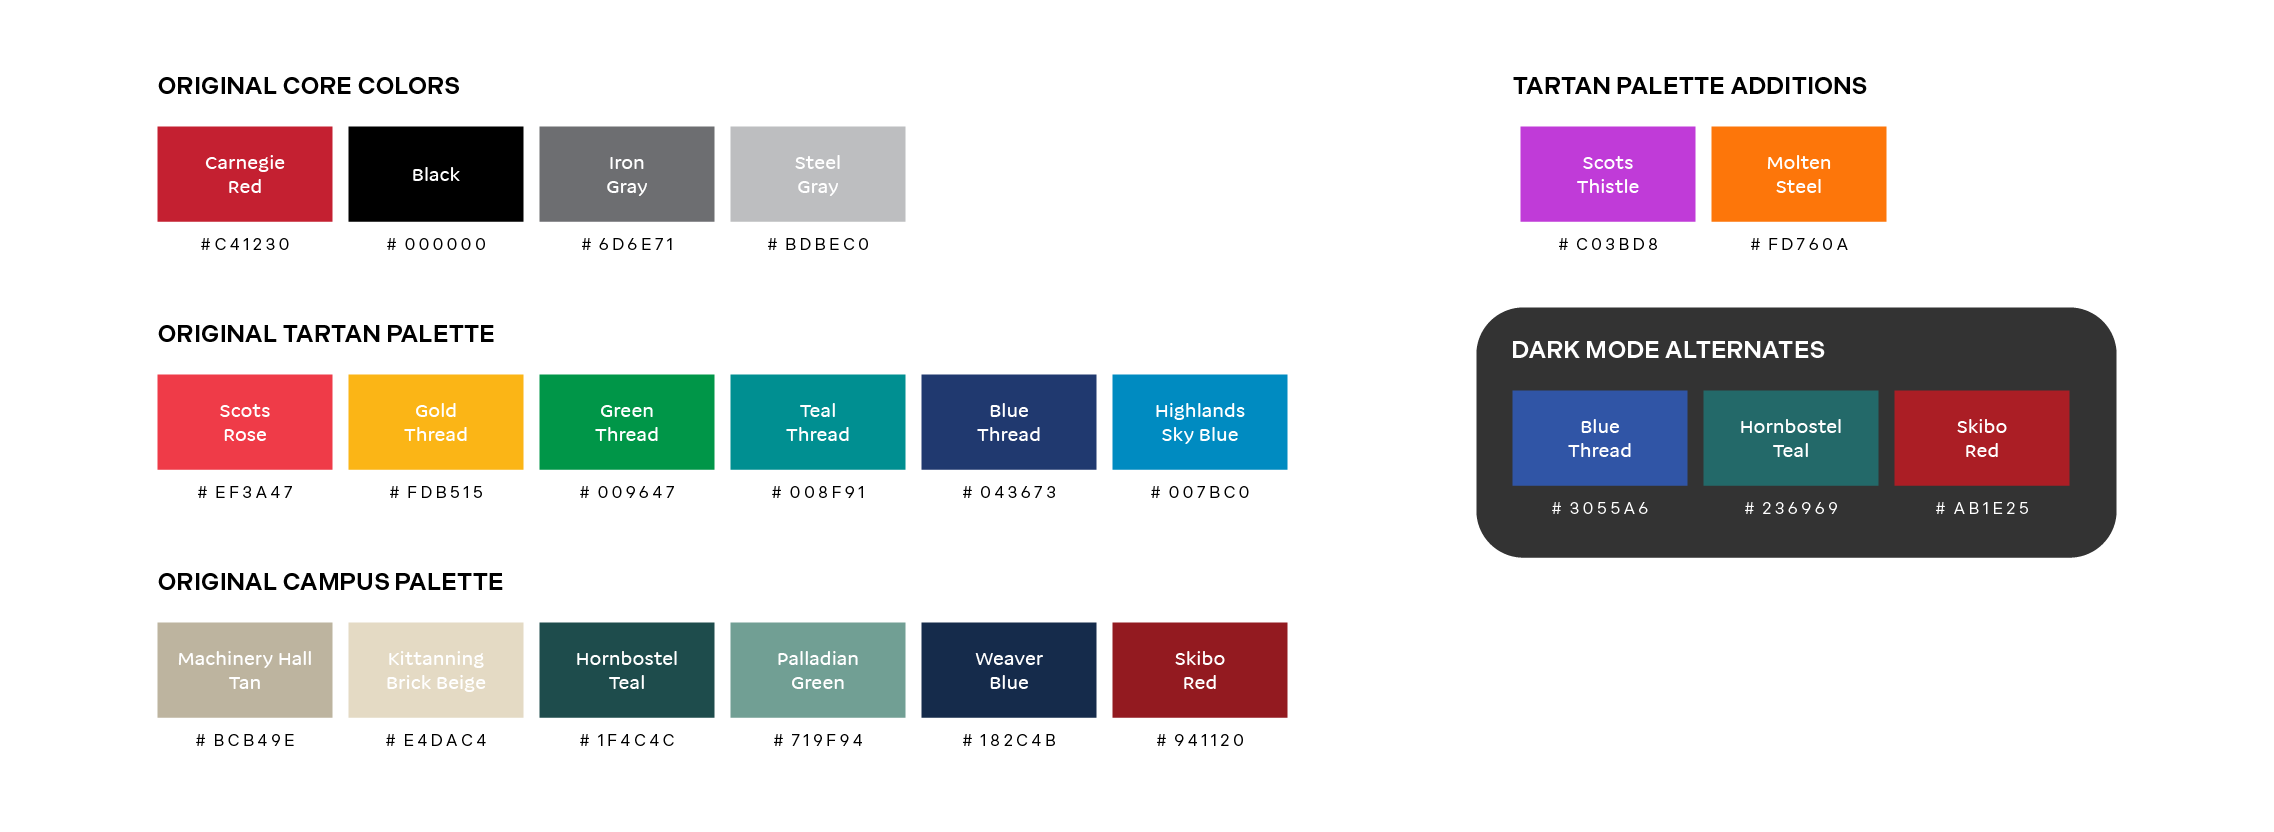 ORIGINAL CORE COLORS
Carnegie
Red
Black
Iron
Gray
Steel
Gray
#C41230
# 000000
# 6D6E71
# BDBEC0
ORIGINAL TARTAN PALETTE
Scots
Rose
Gold
Thread
Green
Thread
Teal
Thread
Blue
Thread
Highlands
Sky Blue
# EF3A47
# FDB515
# 009647
# 008F91
# 043673
# 007BC0
ORIGINAL CAMPUS PALETTE
Machinery Hall
Tan
Kittanning
Brick Beige
Hornbostel
Teal
Palladian
Green
Weaver
Blue
Skibo
Red
# BCB49E
# E4DAC4
# 1F4C4C
# 719F94
# 182C4B
# 941120
TARTAN PALETTE ADDITIONS
Scots
Thistle
Molten
Steel
# C03BD8
# FD760A
DARK MODE ALTERNATES
Blue
Thread
Hornbostel
Teal
Skibo
Red
# 3055A6
# 236969
# AB1E25